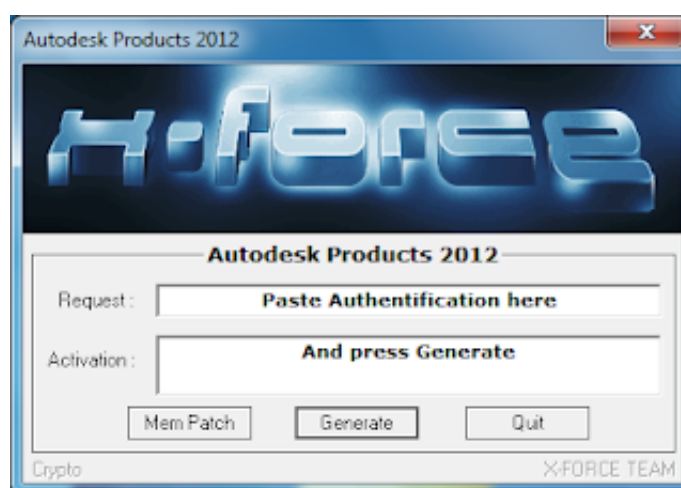 Autodesk Products 2012
x-force
Autodesk Products 2012
Request :
Paste Authentification here
Activation :
And press Generate
Mem Patch
Generate
Quit
Crypto
X-FORCE TEAM